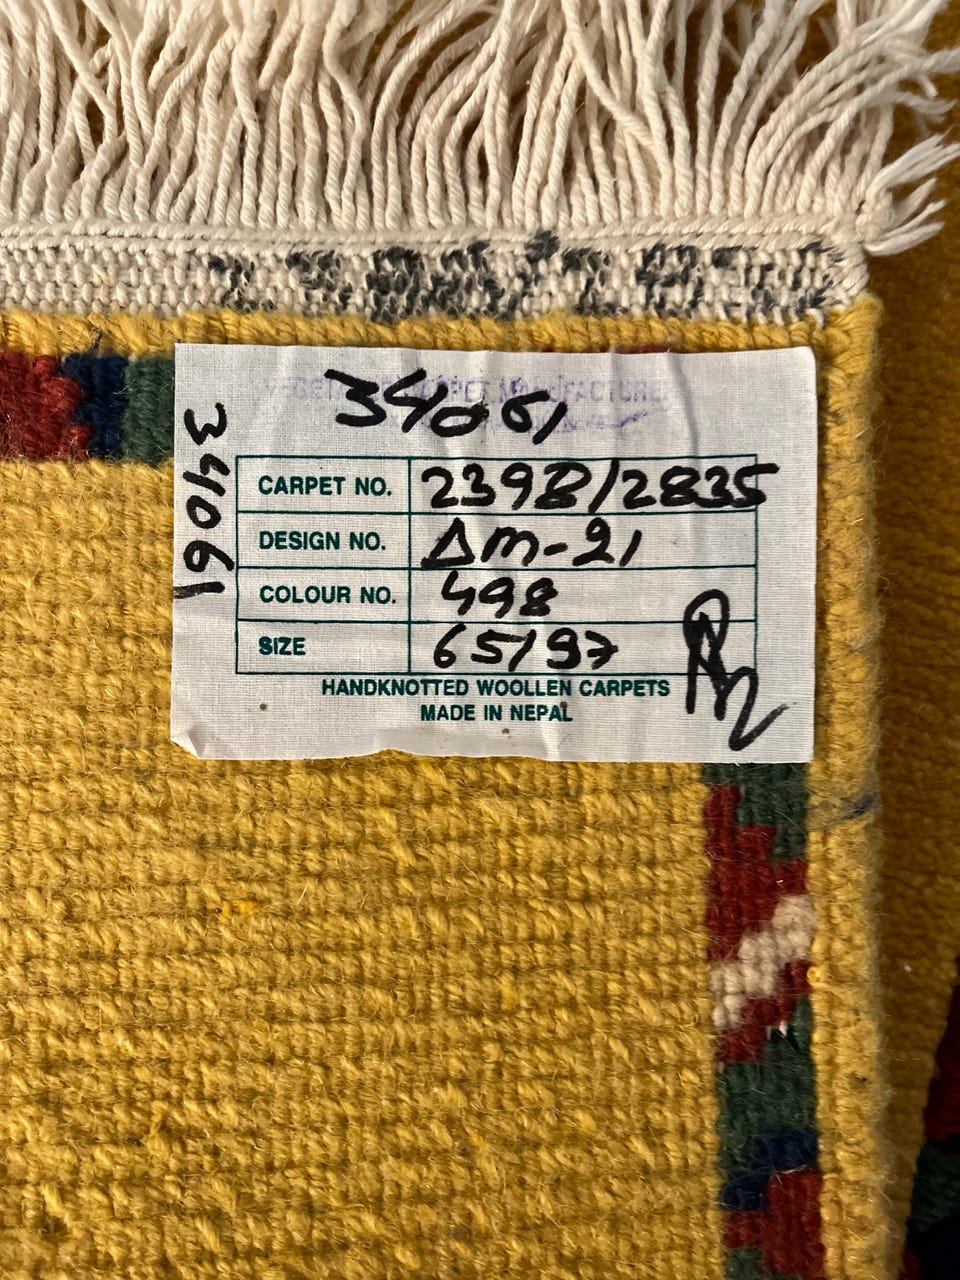 34061
34061
CARPET NO. 2398/2835
DESIGN NO. Δm-21
COLOUR NO. 498
SIZE 65/97
HANDKNOTTED WOOLLEN CARPETS
MADE IN NEPAL